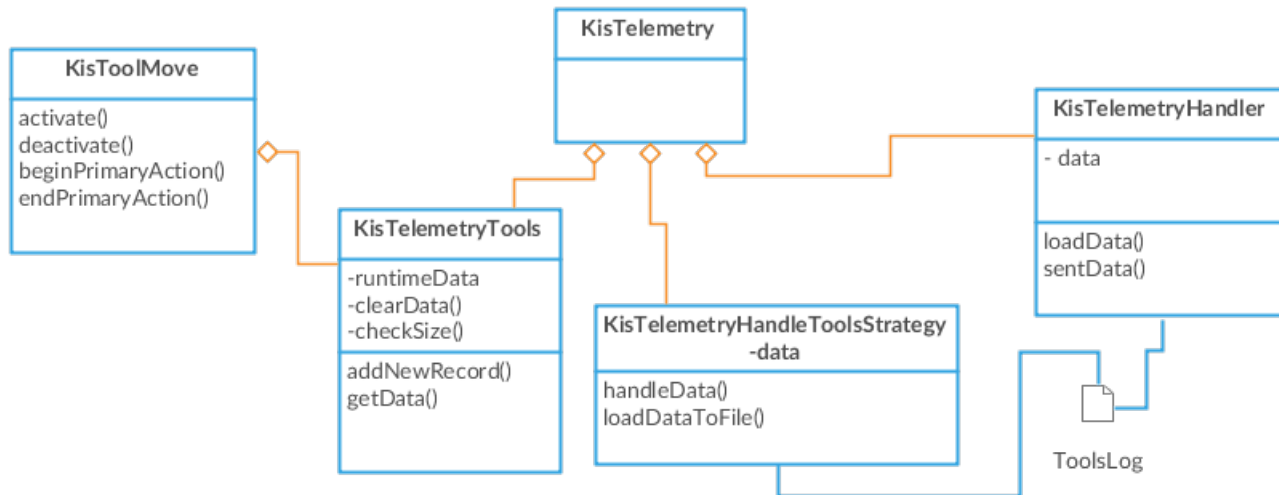 KisToolMove
activate()
deactivate()
beginPrimaryAction()
endPrimaryAction()
KisTelemetry
KisTelemetryHandler
- data
loadData()
sentData()
KisTelemetryTools
-runtimeData
-clearData()
-checkSize()
addNewRecord()
getData()
KisTelemetryHandleToolsStrategy
-data
handleData()
loadDataToFile()
ToolsLog